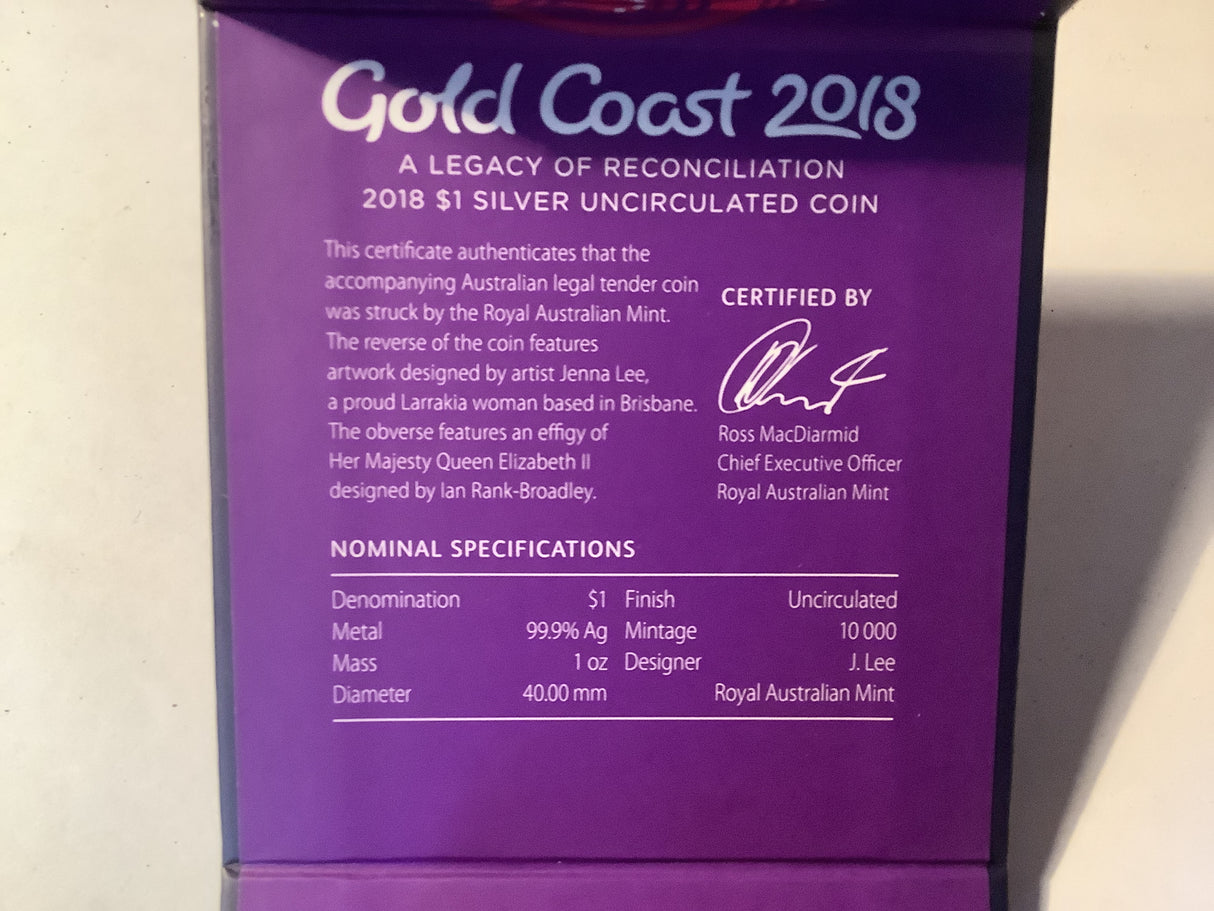 Gold Coast 2018
A LEGACY OF RECONCILIATION
2018 $1 SILVER UNCIRCULATED COIN
This certificate authenticates that the
accompanying Australian legal tender coin
was struck by the Royal Australian Mint.
The reverse of the coin features
artwork designed by artist Jenna Lee,
a proud Larrakia woman based in Brisbane.
The obverse features an effigy of
Her Majesty Queen Elizabeth II
designed by Ian Rank-Broadley.
CERTIFIED BY
Ross MacDiarmid
Chief Executive Officer
Royal Australian Mint
NOMINAL SPECIFICATIONS
Denomination $1 Finish Uncirculated
Metal 99.9% Ag Mintage 10 000
Mass 1 oz Designer J. Lee
Diameter 40.00 mm Royal Australian Mint